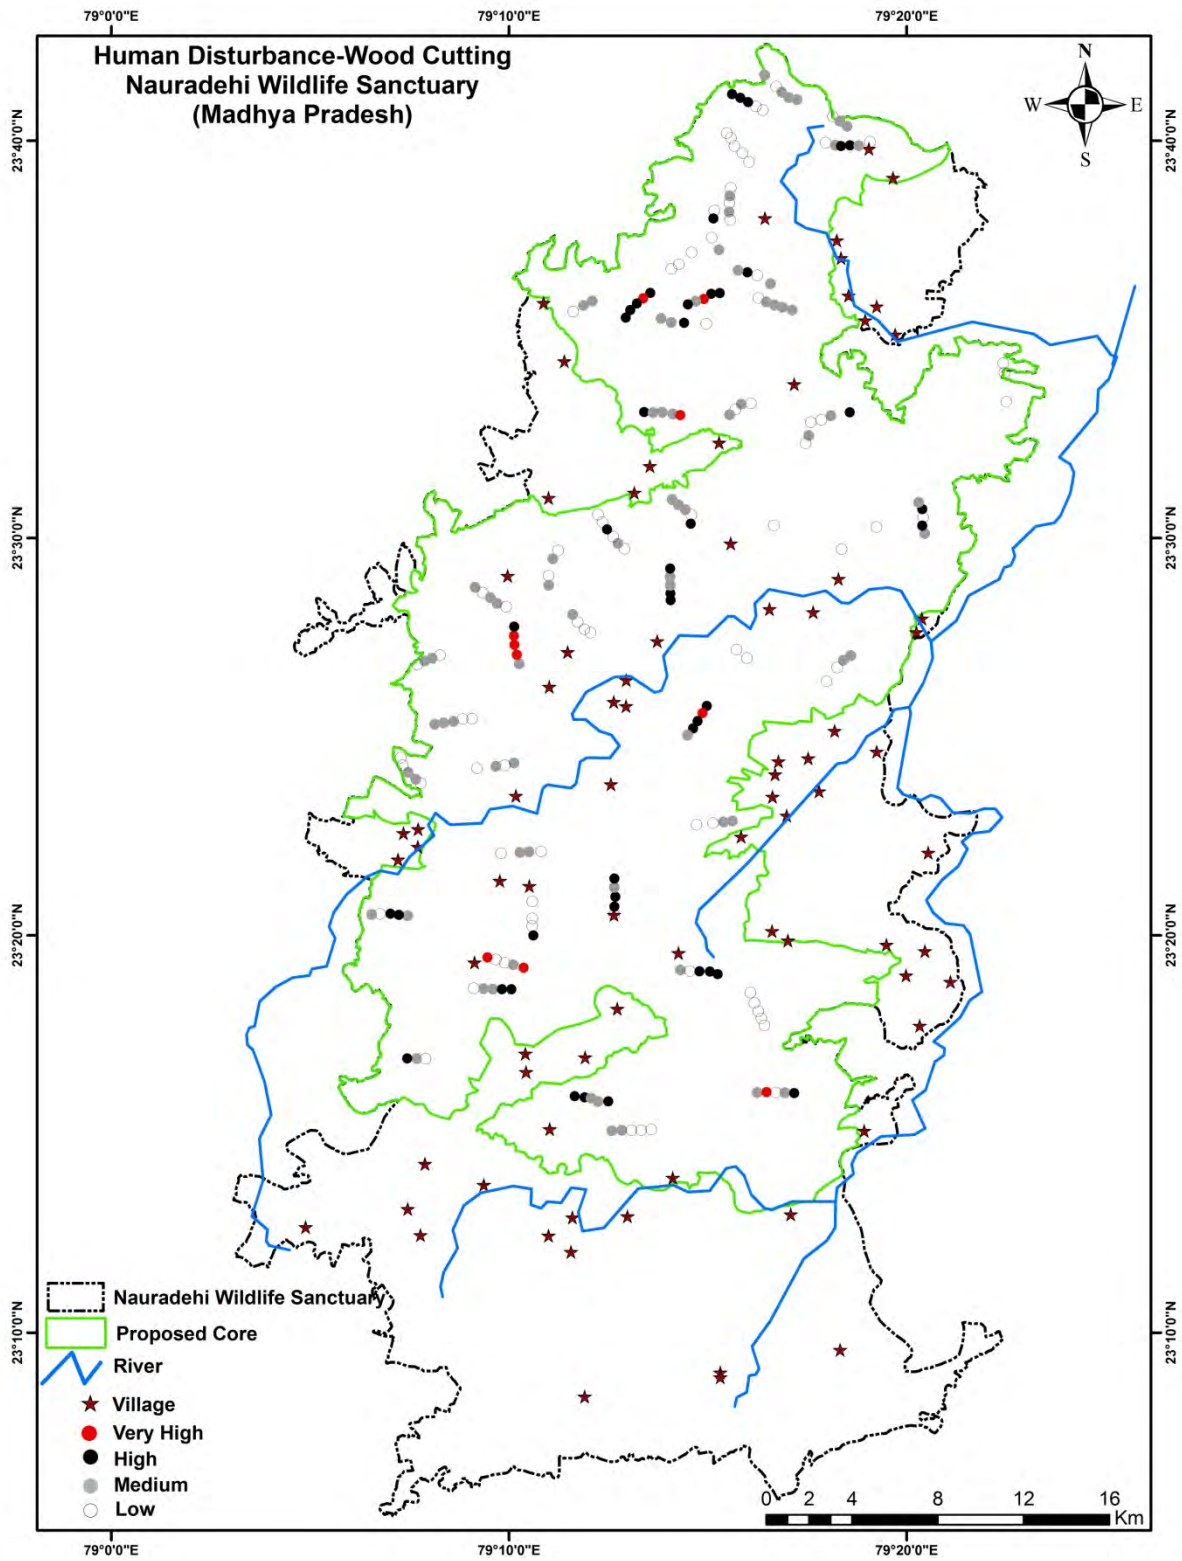 79°0'0"E 79°10'0"E 79°20'0"E
Human Disturbance-Wood Cutting
Nauradehi Wildlife Sanctuary
(Madhya Pradesh)
N
W E
S
23°40'0"N 23°40'0"N
23°30'0"N 23°30'0"N
23°20'0"N 23°20'0"N
23°10'0"N 23°10'0"N
Nauradehi Wildlife Sanctuary
Proposed Core
River
Village
Very High
High
Medium
Low
0 2 4 8 12 16
Km
79°0'0"E 79°10'0"E 79°20'0"E